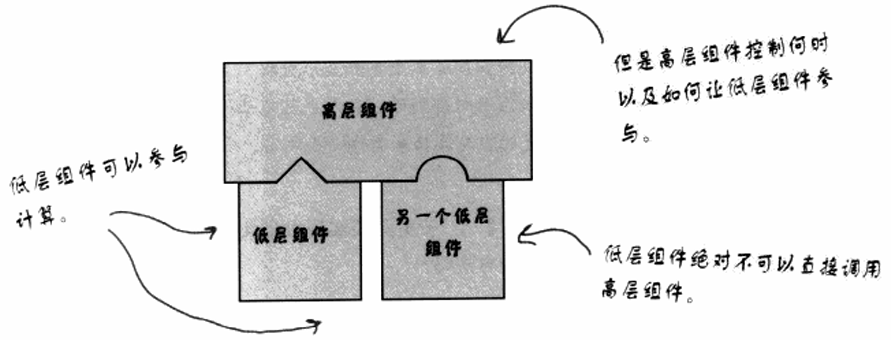 但是高层组件控制何时
以及如何让低层组件参
与。
高层组件
低层组件可以参与
计算。
低层组件
另一个低层
组件
低层组件绝对不可以直接调用
高层组件。